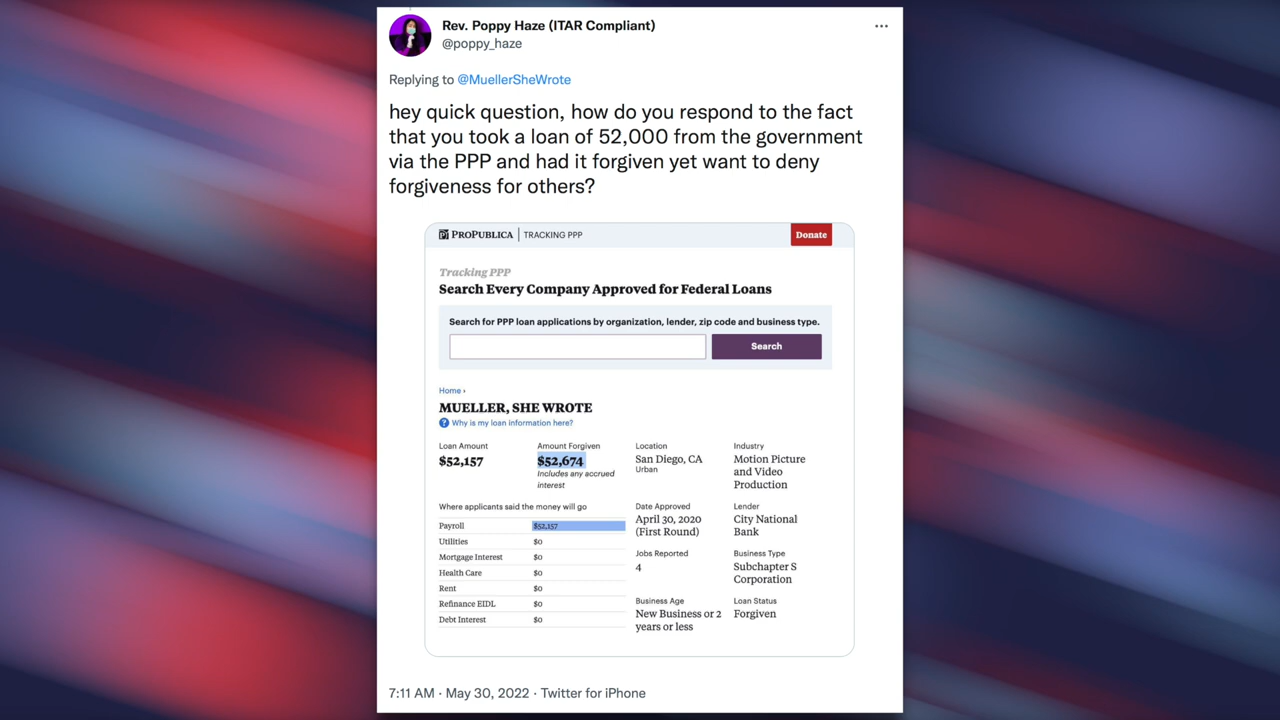 Rev. Poppy Haze (ITAR Compliant)
@poppy_haze
Replying to @MuellerSheWrote
hey quick question, how do you respond to the fact
that you took a loan of 52,000 from the government
via the PPP and had it forgiven yet want to deny
forgiveness for others?
PROPUBLICA | TRACKING PPP
Donate
Tracking PPP
Search Every Company Approved for Federal Loans
Search for PPP loan applications by organization, lender, zip code and business type.
Search
Home ›
MUELLER, SHE WROTE
? Why is my loan information here?
Loan Amount
$52,157
Amount Forgiven
$52,674
Includes any accrued
interest
Location
San Diego, CA
Urban
Industry
Motion Picture
and Video
Production
Where applicants said the money will go
Payroll $52,157
Utilities $0
Mortgage Interest $0
Health Care $0
Rent $0
Refinance EIDL $0
Debt Interest $0
Date Approved
April 30, 2020
(First Round)
Lender
City National
Bank
Jobs Reported
4
Business Type
Subchapter S
Corporation
Business Age
New Business or 2
years or less
Loan Status
Forgiven
7:11 AM · May 30, 2022 · Twitter for iPhone